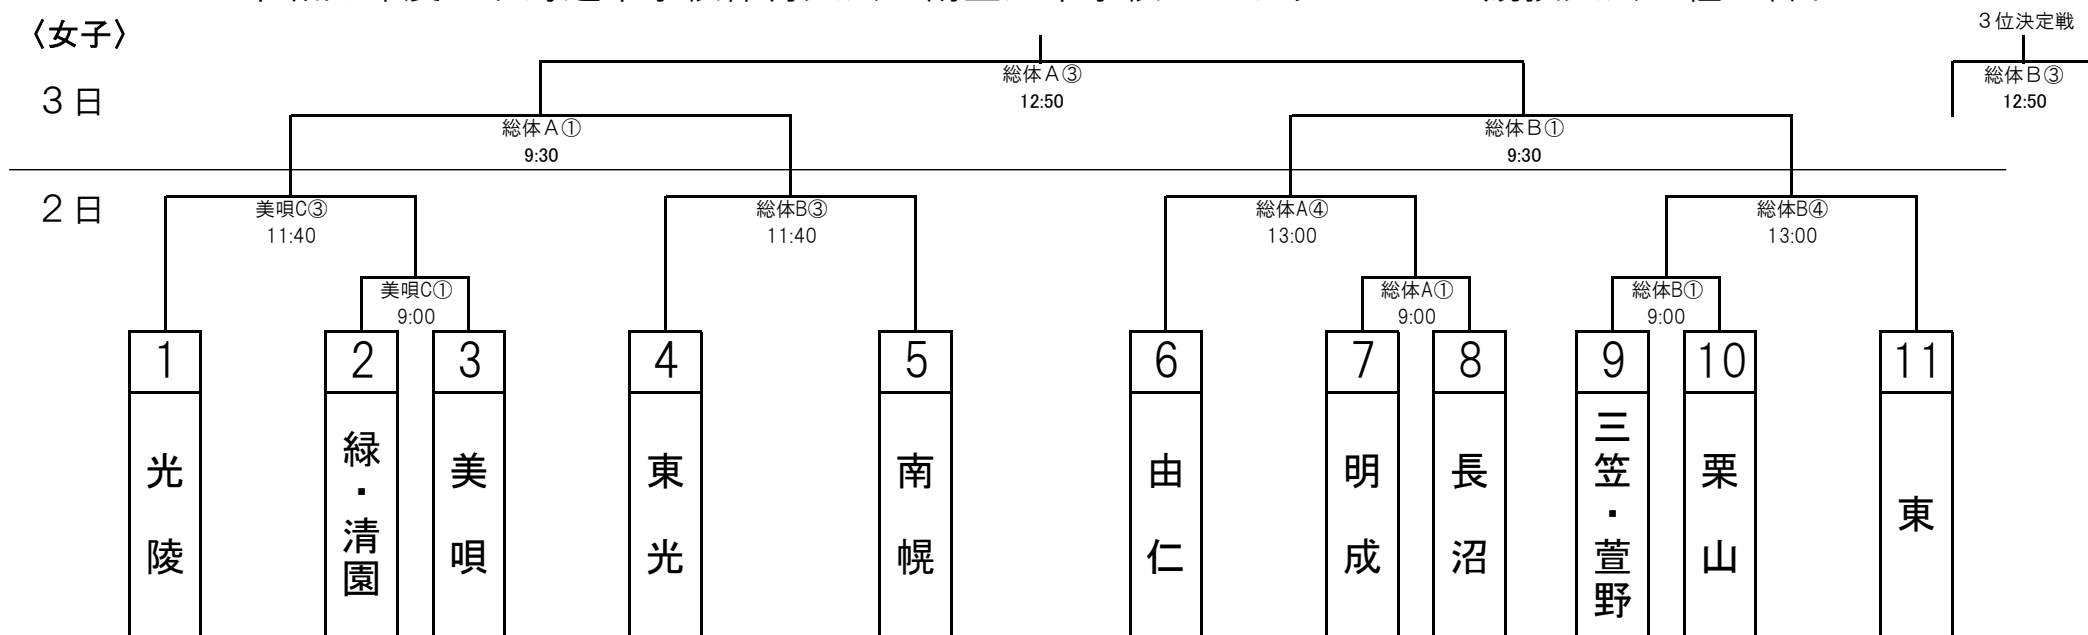 〈女子〉
3位決定戦
総体A③
12:50
総体B③
12:50
3日
総体A①
9:30
総体B①
9:30
2日
美唄C③
11:40
総体B③
11:40
総体A④
13:00
総体B④
13:00
美唄C①
9:00
総体A①
9:00
総体B①
9:00
1
2
3
4
5
6
7
8
9
10
11
光陵
緑・清園
美唄
東光
南幌
由仁
明成
長沼
三笠・萱野
栗山
東